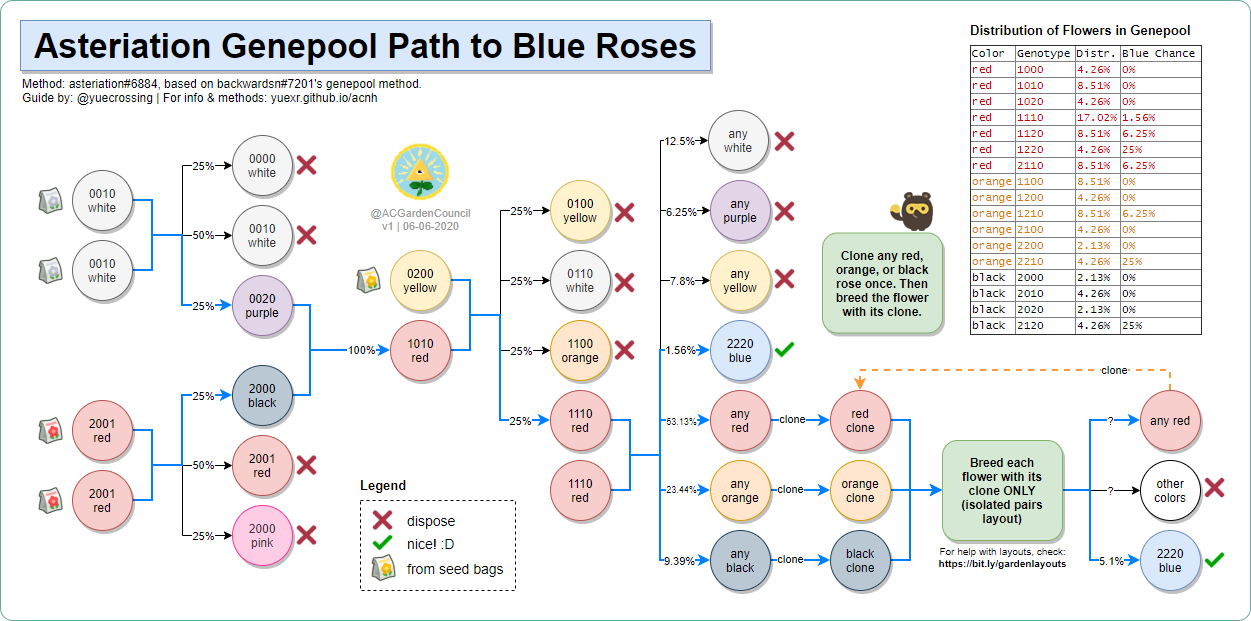 Asteriation Genepool Path to Blue Roses
Method: asteriation#6884, based on backwardsn#7201's genepool method.
Guide by: @yuecrossing | For info & methods: yuexr.github.io/acnh
0010
white
0010
white
2001
red
2001
red
25%
0000
white
50%
0010
white
25%
0020
purple
25%
2000
black
50%
2001
red
25%
2000
pink
@ACGardenCouncil
v1 | 06-06-2020
0200
yellow
100%
1010
red
25%
0100
yellow
25%
0110
white
25%
1100
orange
25%
1110
red
1110
red
Legend
dispose
nice! :D
from seed bags
12.5%
any
white
6.25%
any
purple
7.8%
any
yellow
1.56%
2220
blue
53.13%
any
red
clone
red
clone
23.44%
any
orange
clone
orange
clone
9.39%
any
black
clone
black
clone
Clone any red,
orange, or black
rose once. Then
breed the flower
with its clone.
Breed each
flower with its
clone ONLY
(isolated pairs
layout)
For help with layouts, check:
https://bit.ly/gardenlayouts
clone
?
any red
?
other
colors
5.1%
2220
blue
Distribution of Flowers in Genepool
Color Genotype Distr. Blue Chance
red 1000 4.26% 0%
red 1010 8.51% 0%
red 1020 4.26% 0%
red 1110 17.02% 1.56%
red 1120 8.51% 6.25%
red 1220 4.26% 25%
red 2110 8.51% 6.25%
orange 1100 8.51% 0%
orange 1200 4.26% 0%
orange 1210 8.51% 6.25%
orange 2100 4.26% 0%
orange 2200 2.13% 0%
orange 2210 4.26% 25%
black 2000 2.13% 0%
black 2010 4.26% 0%
black 2020 2.13% 0%
black 2120 4.26% 25%